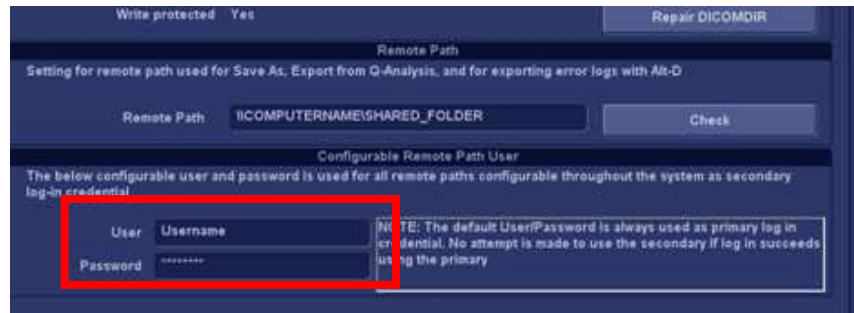 Write protected Yes
Repair DICOMDIR
Remote Path
Setting for remote path used for Save As, Export from Q-Analysis, and for exporting error logs with Alt-D
Remote Path \\COMPUTERNAME\SHARED_FOLDER
Check
Configurable Remote Path User
The below configurable user and password is used for all remote paths configurable throughout the system as secondary
log-in credential
User Username
Password ********
NOTE: The default User/Password is always used as primary log in
credential. No attempt is made to use the secondary if log in succeeds
using the primary